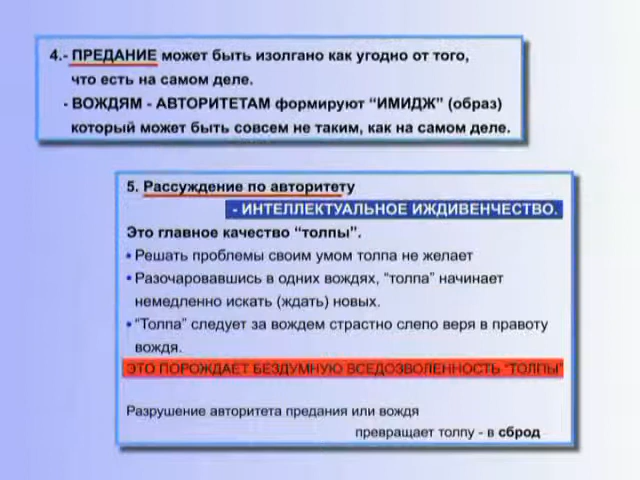 4.- ПРЕДАНИЕ может быть изолгано как угодно от того,
что есть на самом деле.
- ВОЖДЯМ - АВТОРИТЕТАМ формируют “ИМИДЖ” (образ)
который может быть совсем не таким, как на самом деле.
5. Рассуждение по авторитету
- ИНТЕЛЛЕКТУАЛЬНОЕ ИЖДИВЕНЧЕСТВО.
Это главное качество “толпы”.
• Решать проблемы своим умом толпа не желает
• Разочаровавшись в одних вождях, “толпа” начинает
немедленно искать (ждать) новых.
• “Толпа” следует за вождем страстно слепо веря в правоту
вождя.
ЭТО ПОРОЖДАЕТ БЕЗДУМНУЮ ВСЕДОЗВОЛЕННОСТЬ “ТОЛПЫ”
Разрушение авторитета предания или вождя
превращает толпу - в сброд